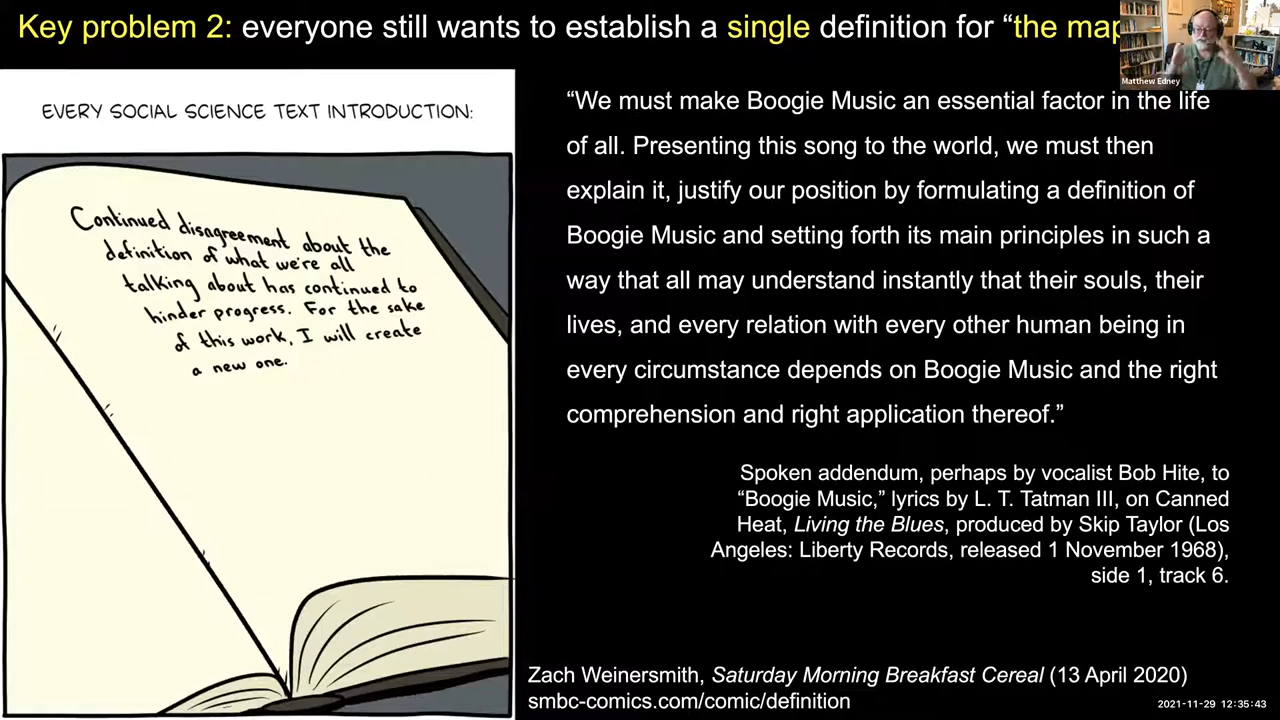 Key problem 2: everyone still wants to establish a single definition for “the map
Matthew Edney
EVERY SOCIAL SCIENCE TEXT INTRODUCTION:
Continued disagreement about the
definition of what we're all
talking about has continued to
hinder progress. For the sake
of this work, I will create
a new one.
“We must make Boogie Music an essential factor in the life
of all. Presenting this song to the world, we must then
explain it, justify our position by formulating a definition of
Boogie Music and setting forth its main principles in such a
way that all may understand instantly that their souls, their
lives, and every relation with every other human being in
every circumstance depends on Boogie Music and the right
comprehension and right application thereof.”
Spoken addendum, perhaps by vocalist Bob Hite, to
“Boogie Music,” lyrics by L. T. Tatman III, on Canned
Heat, Living the Blues, produced by Skip Taylor (Los
Angeles: Liberty Records, released 1 November 1968),
side 1, track 6.
Zach Weinersmith, Saturday Morning Breakfast Cereal (13 April 2020)
smbc-comics.com/comic/definition
2021-11-29 12:35:43